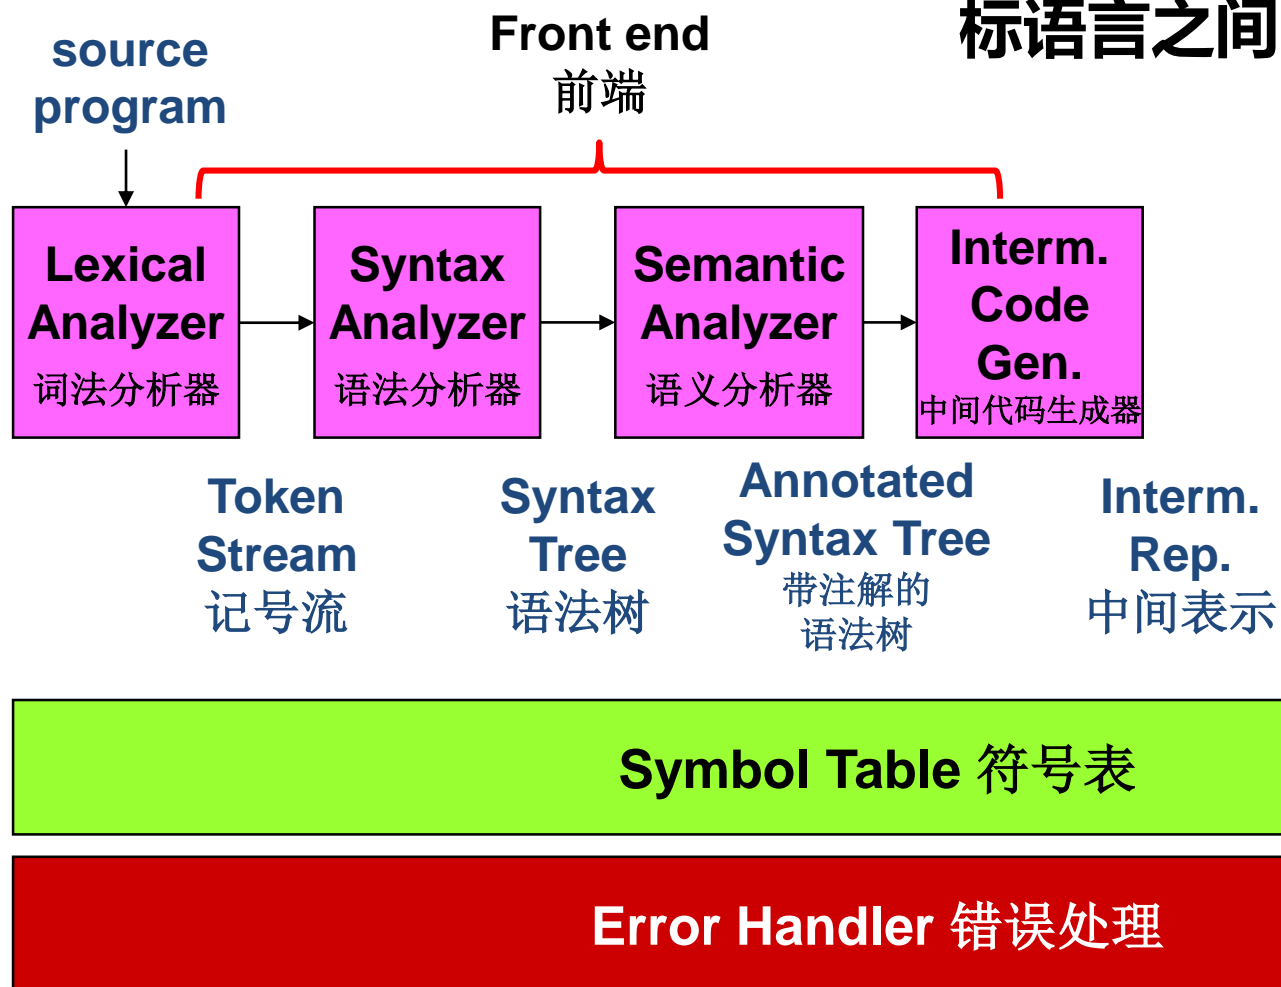 标语言之间
source
program
Front end
前端
Lexical
Analyzer
词法分析器
Syntax
Analyzer
语法分析器
Semantic
Analyzer
语义分析器
Interm.
Code
Gen.
中间代码生成器
Token
Stream
记号流
Syntax
Tree
语法树
Annotated
Syntax Tree
带注解的
语法树
Interm.
Rep.
中间表示
Symbol Table 符号表
Error Handler 错误处理